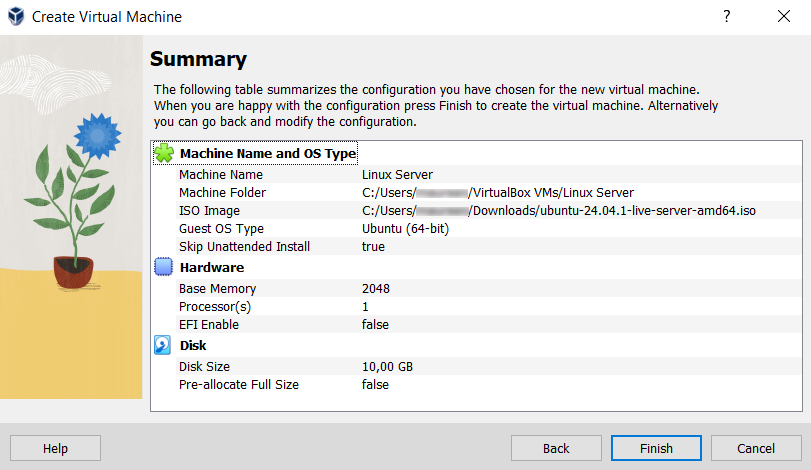 Create Virtual Machine
?
Summary
The following table summarizes the configuration you have chosen for the new virtual machine.
When you are happy with the configuration press Finish to create the virtual machine. Alternatively
you can go back and modify the configuration.
Machine Name and OS Type
Machine Name Linux Server
Machine Folder C:/Users/ /VirtualBox VMs/Linux Server
ISO Image C:/Users/ /Downloads/ubuntu-24.04.1-live-server-amd64.iso
Guest OS Type Ubuntu (64-bit)
Skip Unattended Install true
Hardware
Base Memory 2048
Processor(s) 1
EFI Enable false
Disk
Disk Size 10,00 GB
Pre-allocate Full Size false
Help Back Finish Cancel